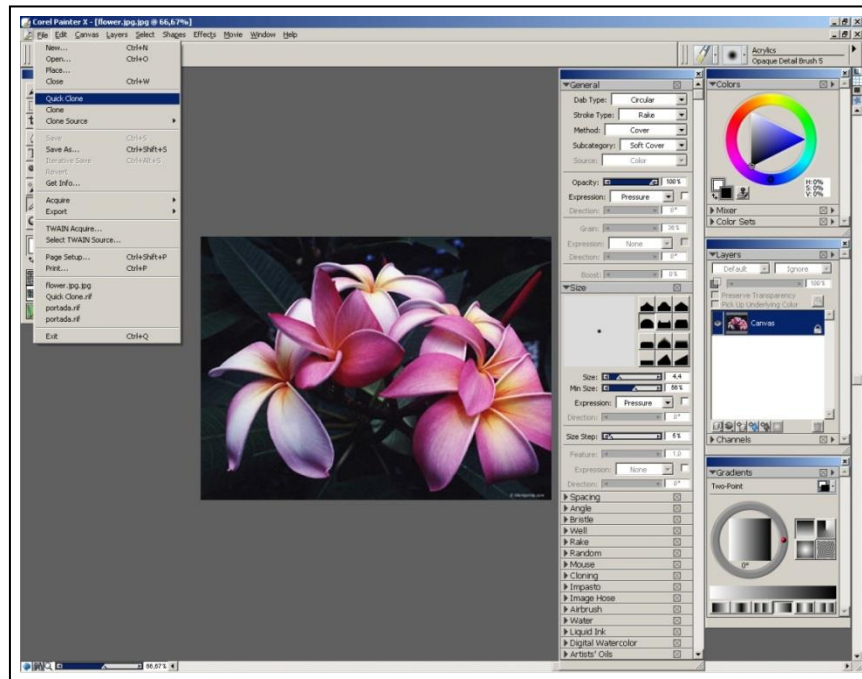 Corel Painter X - [flower.jpg.jpg @ 66,67%]
File Edit Canvas Layers Select Shapes Effects Movie Window Help
New... Ctrl+N
Open... Ctrl+O
Place...
Close Ctrl+W
Quick Clone
Clone
Clone Source
Save Ctrl+S
Save As... Ctrl+Shift+S
Iterative Save Ctrl+Alt+S
Revert
Get Info...
Acquire
Export
TWAIN Acquire...
Select TWAIN Source...
Page Setup... Ctrl+Shift+P
Print... Ctrl+P
flower.jpg.jpg
Quick Clone.rif
portada.rif
portada.rif
Exit Ctrl+Q
66,67%
Acrylics
Opaque Detail Brush 5
General
Dab Type: Circular
Stroke Type: Rake
Method: Cover
Subcategory: Soft Cover
Source: Color
Opacity: 100%
Expression: Pressure
Direction: 0°
Grain: 36%
Expression: None
Direction: 0°
Boost: 0%
Size
Size: 4,4
Min Size: 56%
Expression: Pressure
Direction: 0°
Size Step: 5%
Feature: 1,0
Expression: None
Direction: 0°
Spacing
Angle
Bristle
Well
Rake
Random
Mouse
Cloning
Impasto
Image Hose
Airbrush
Water
Liquid Ink
Digital Watercolor
Artists' Oils
Colors
H:0%
S:0%
V:0%
Mixer
Color Sets
Layers
Default Ignore
100%
Preserve Transparency
Pick Up Underlying Color
Canvas
Channels
Gradients
Two-Point
0°